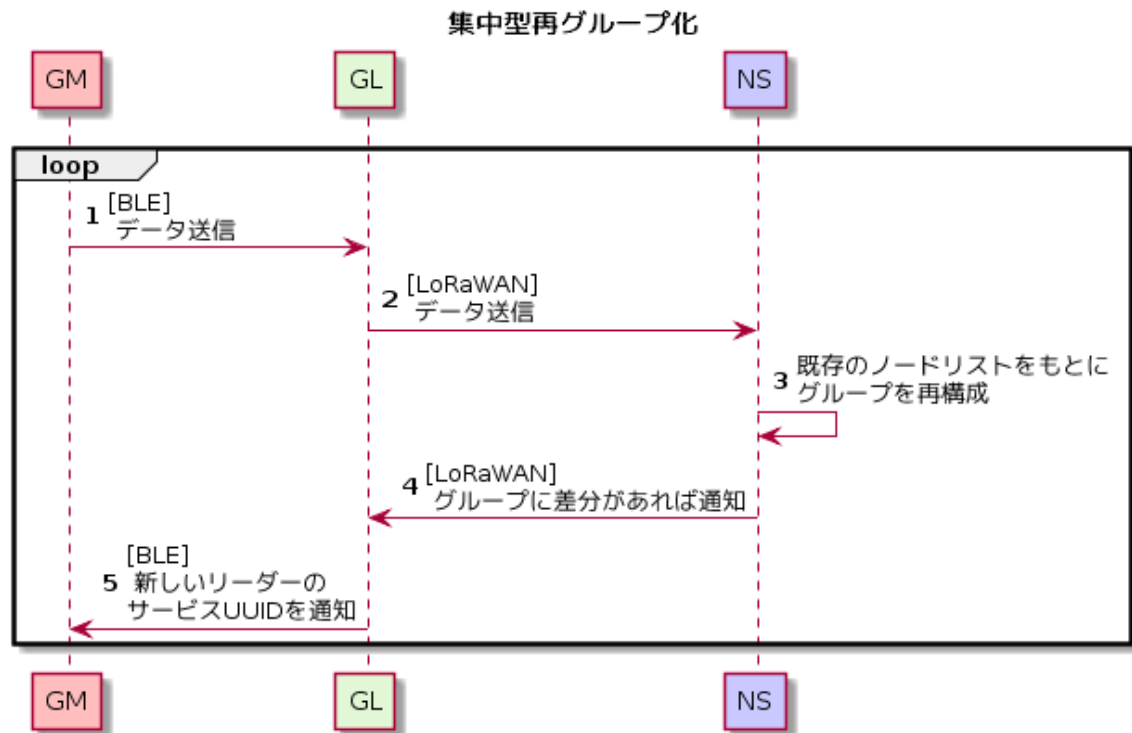 集中型再グループ化
GM
GL
NS
loop
1 [BLE]
データ送信
2 [LoRaWAN]
データ送信
3 既存のノードリストをもとに
グループを再構成
4 [LoRaWAN]
グループに差分があれば通知
[BLE]
5 新しいリーダーの
サービスUUIDを通知
GM
GL
NS